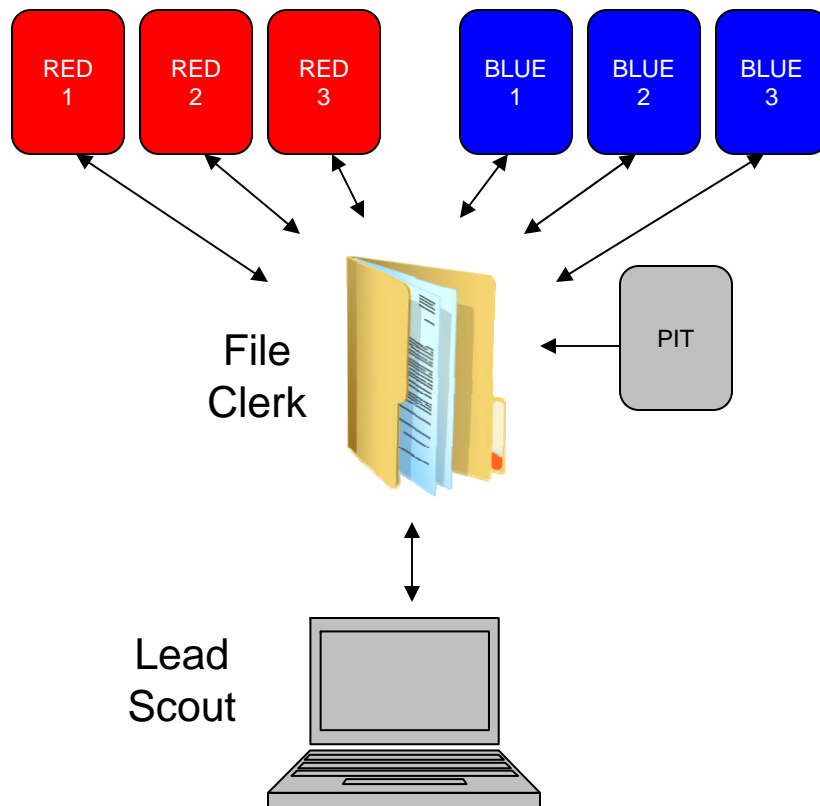 RED
1
RED
2
RED
3
BLUE
1
BLUE
2
BLUE
3
PIT
File
Clerk
Lead
Scout